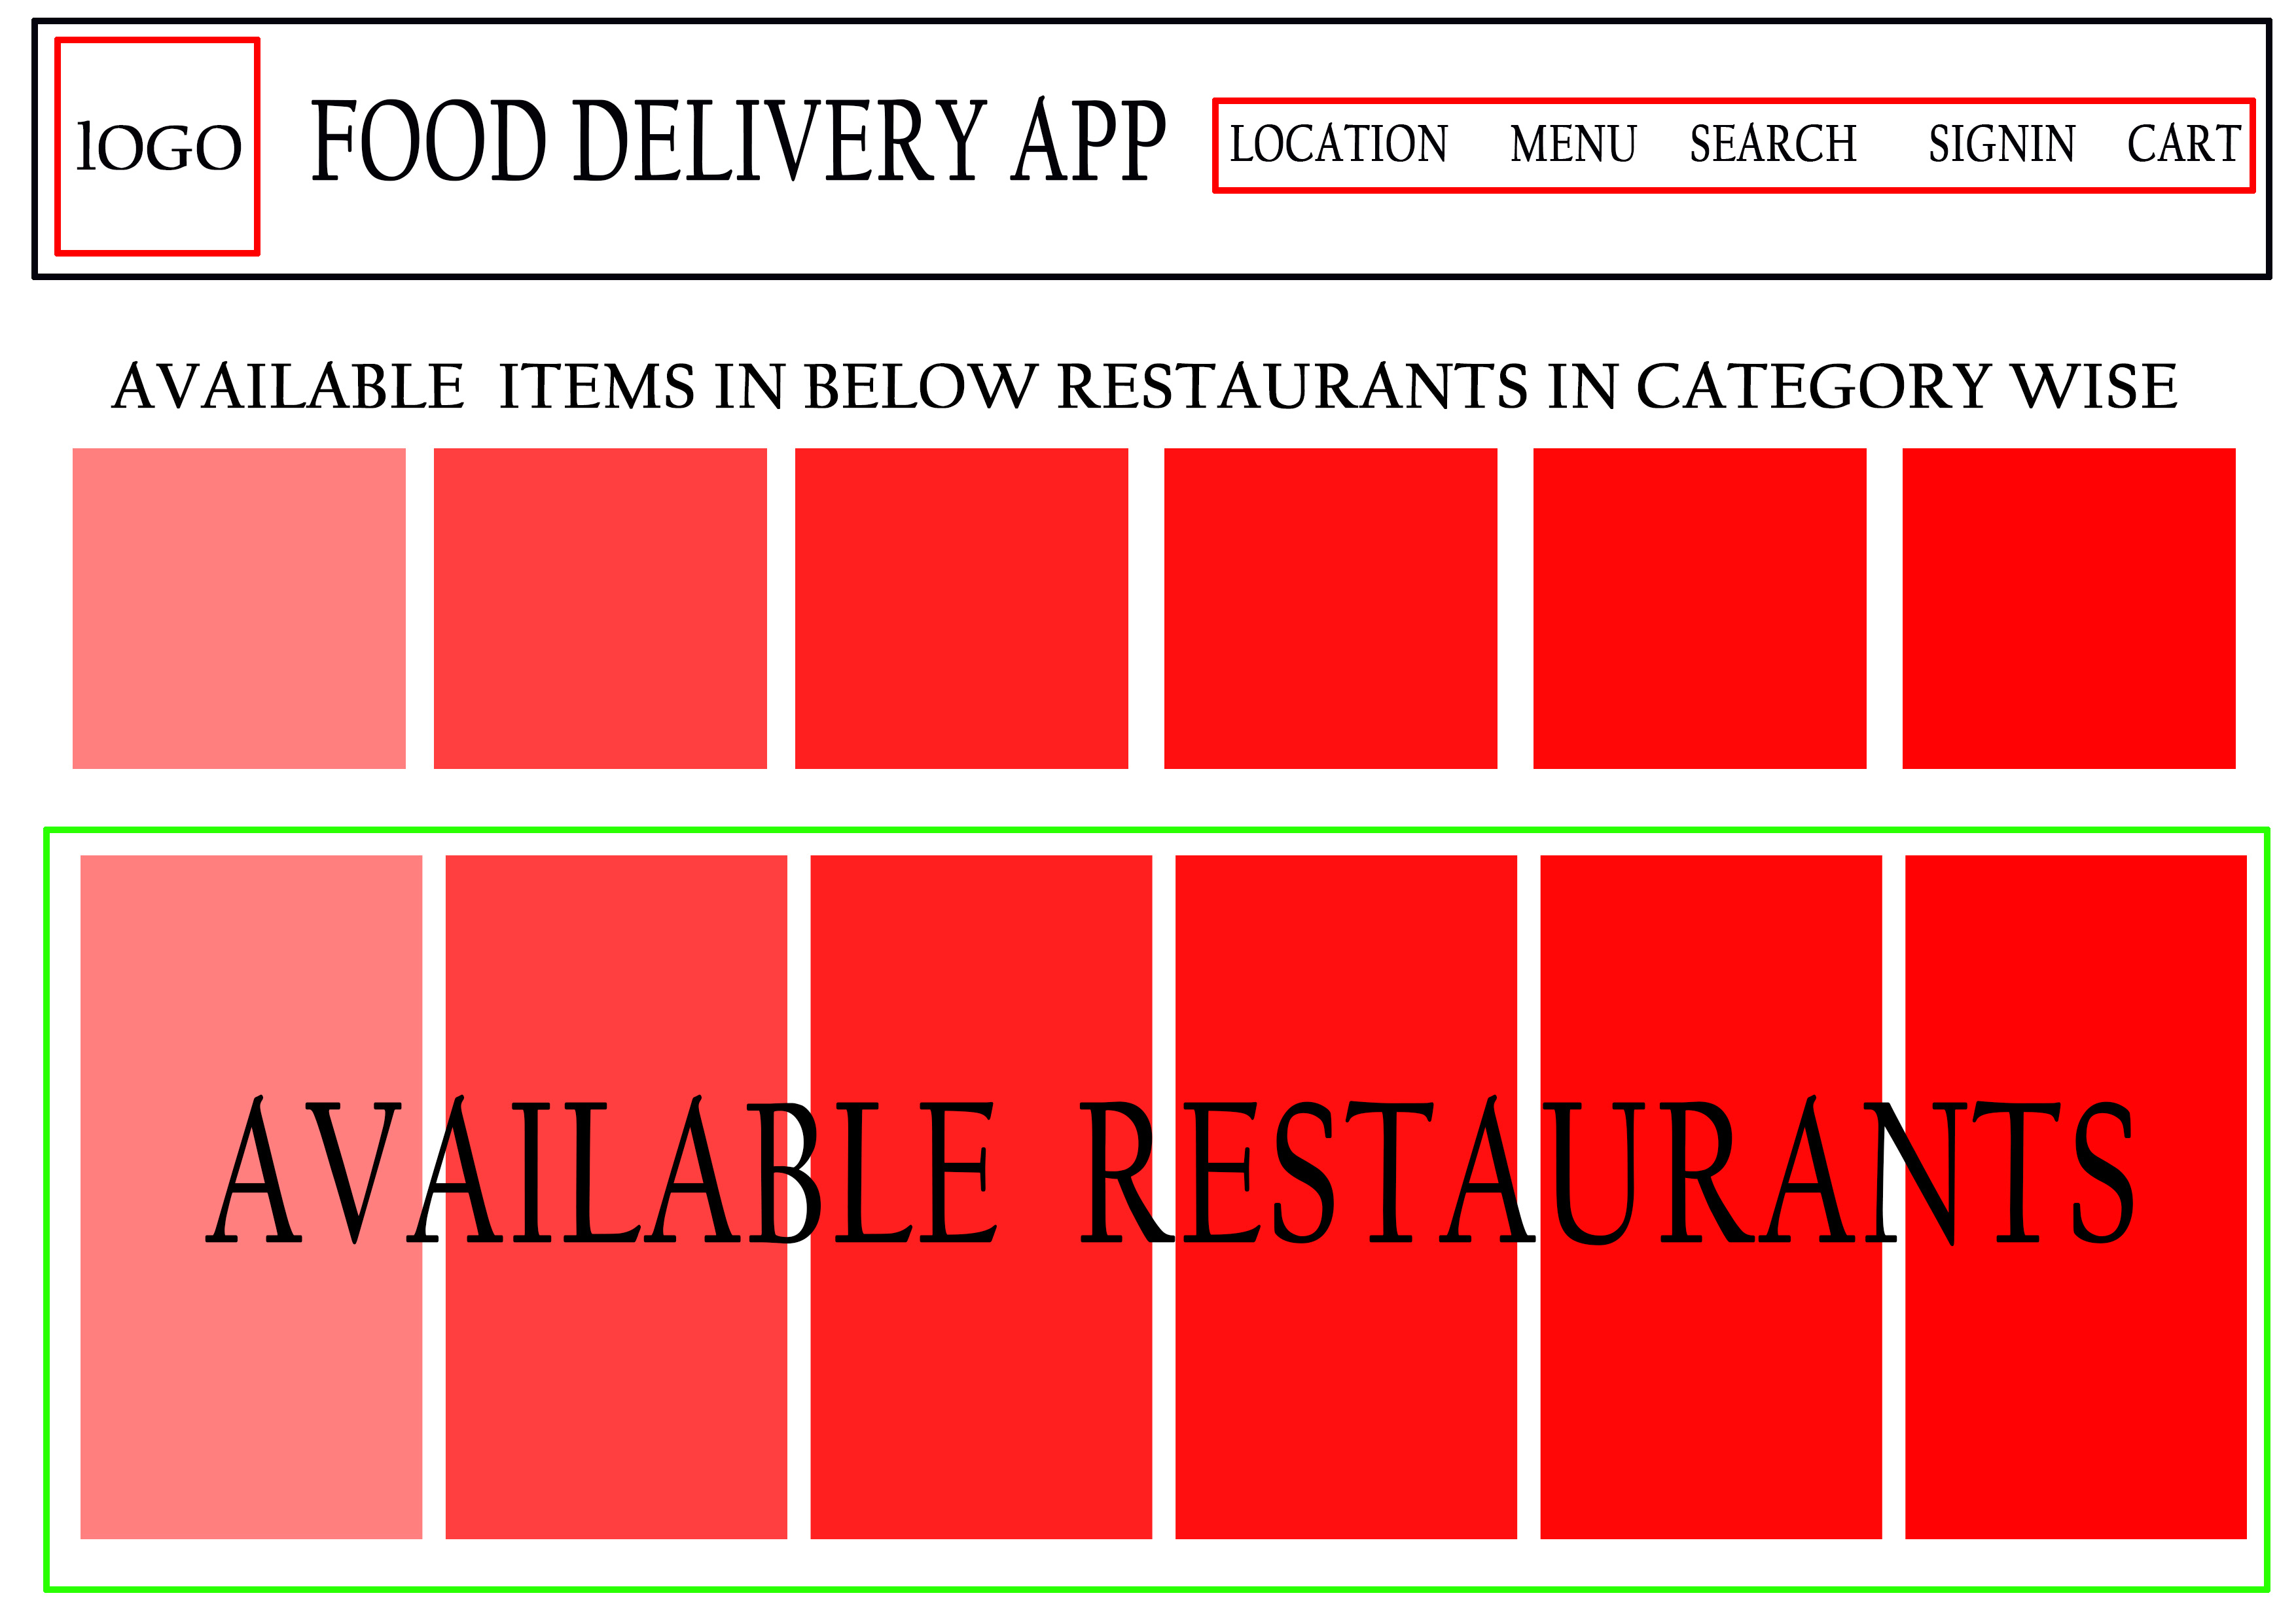 lOGO FOOD DELIVERY APP LOCATION MENU SEARCH SIGNIN CART
AVAILABLE ITEMS IN BELOW RESTAURANTS IN CATEGORY WISE
AVAILABLE RESTAURANTS